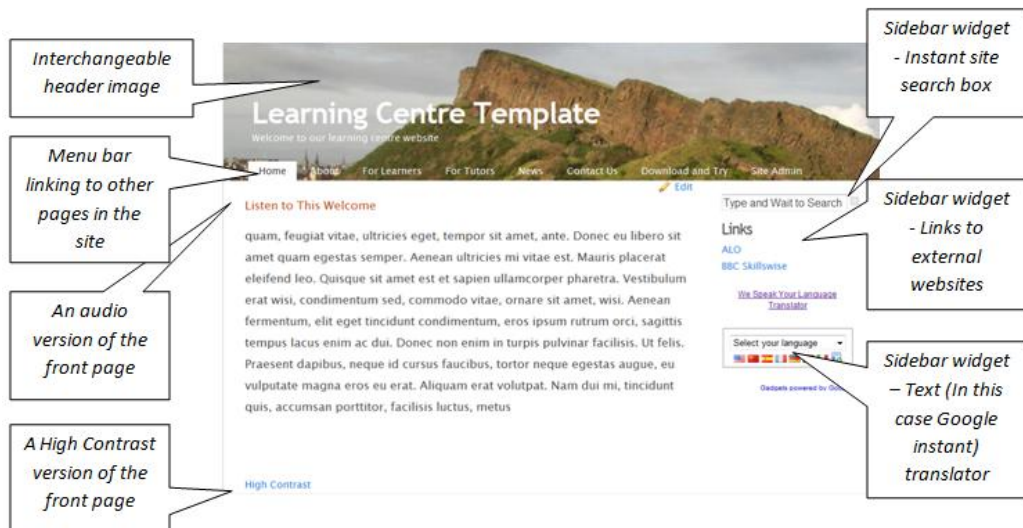 Interchangeable
header image
Menu bar
linking to other
pages in the
site
An audio
version of the
front page
A High Contrast
version of the
front page
Learning Centre Template
Welcome to our learning centre website
Home About For Learners For Tutors News Contact Us Download and Try Site Admin
Edit
Listen to This Welcome
quam, feugiat vitae, ultricies eget, tempor sit amet, ante. Donec eu libero sit
amet quam egestas semper. Aenean ultricies mi vitae est. Mauris placerat
eleifend leo. Quisque sit amet est et sapien ullamcorper pharetra. Vestibulum
erat wisi, condimentum sed, commodo vitae, ornare sit amet, wisi. Aenean
fermentum, elit eget tincidunt condimentum, eros ipsum rutrum orci, sagittis
tempus lacus enim ac dui. Donec non enim in turpis pulvinar facilisis. Ut felis.
Praesent dapibus, neque id cursus faucibus, tortor neque egestas augue, eu
vulputate magna eros eu erat. Aliquam erat volutpat. Nam dui mi, tincidunt
quis, accumsan porttitor, facilisis luctus, metus
High Contrast
Type and Wait to Search
Links
ALO
BBC Skillswise
We Speak Your Language
Translator
Select your language
Gadgets powered by
Sidebar widget
- Instant site
search box
Sidebar widget
- Links to
external
websites
Sidebar widget
– Text (In this
case Google
instant)
translator